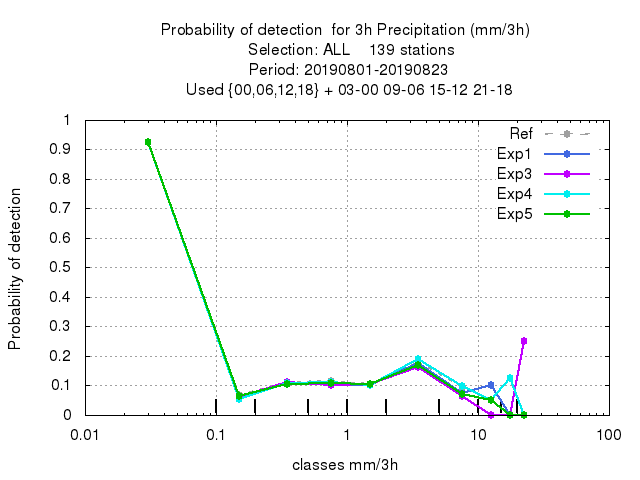 Probability of detection  for 3h Precipitation (mm/3h)
Selection: ALL    139 stations
Period: 20190801-20190823
Used {00,06,12,18} + 03-00 09-06 15-12 21-18
Ref
Exp1
Exp3
Exp4
Exp5
Probability of detection
1
0.9
0.8
0.7
0.6
0.5
0.4
0.3
0.2
0.1
0
0.01 0.1 1 10 100
classes mm/3h